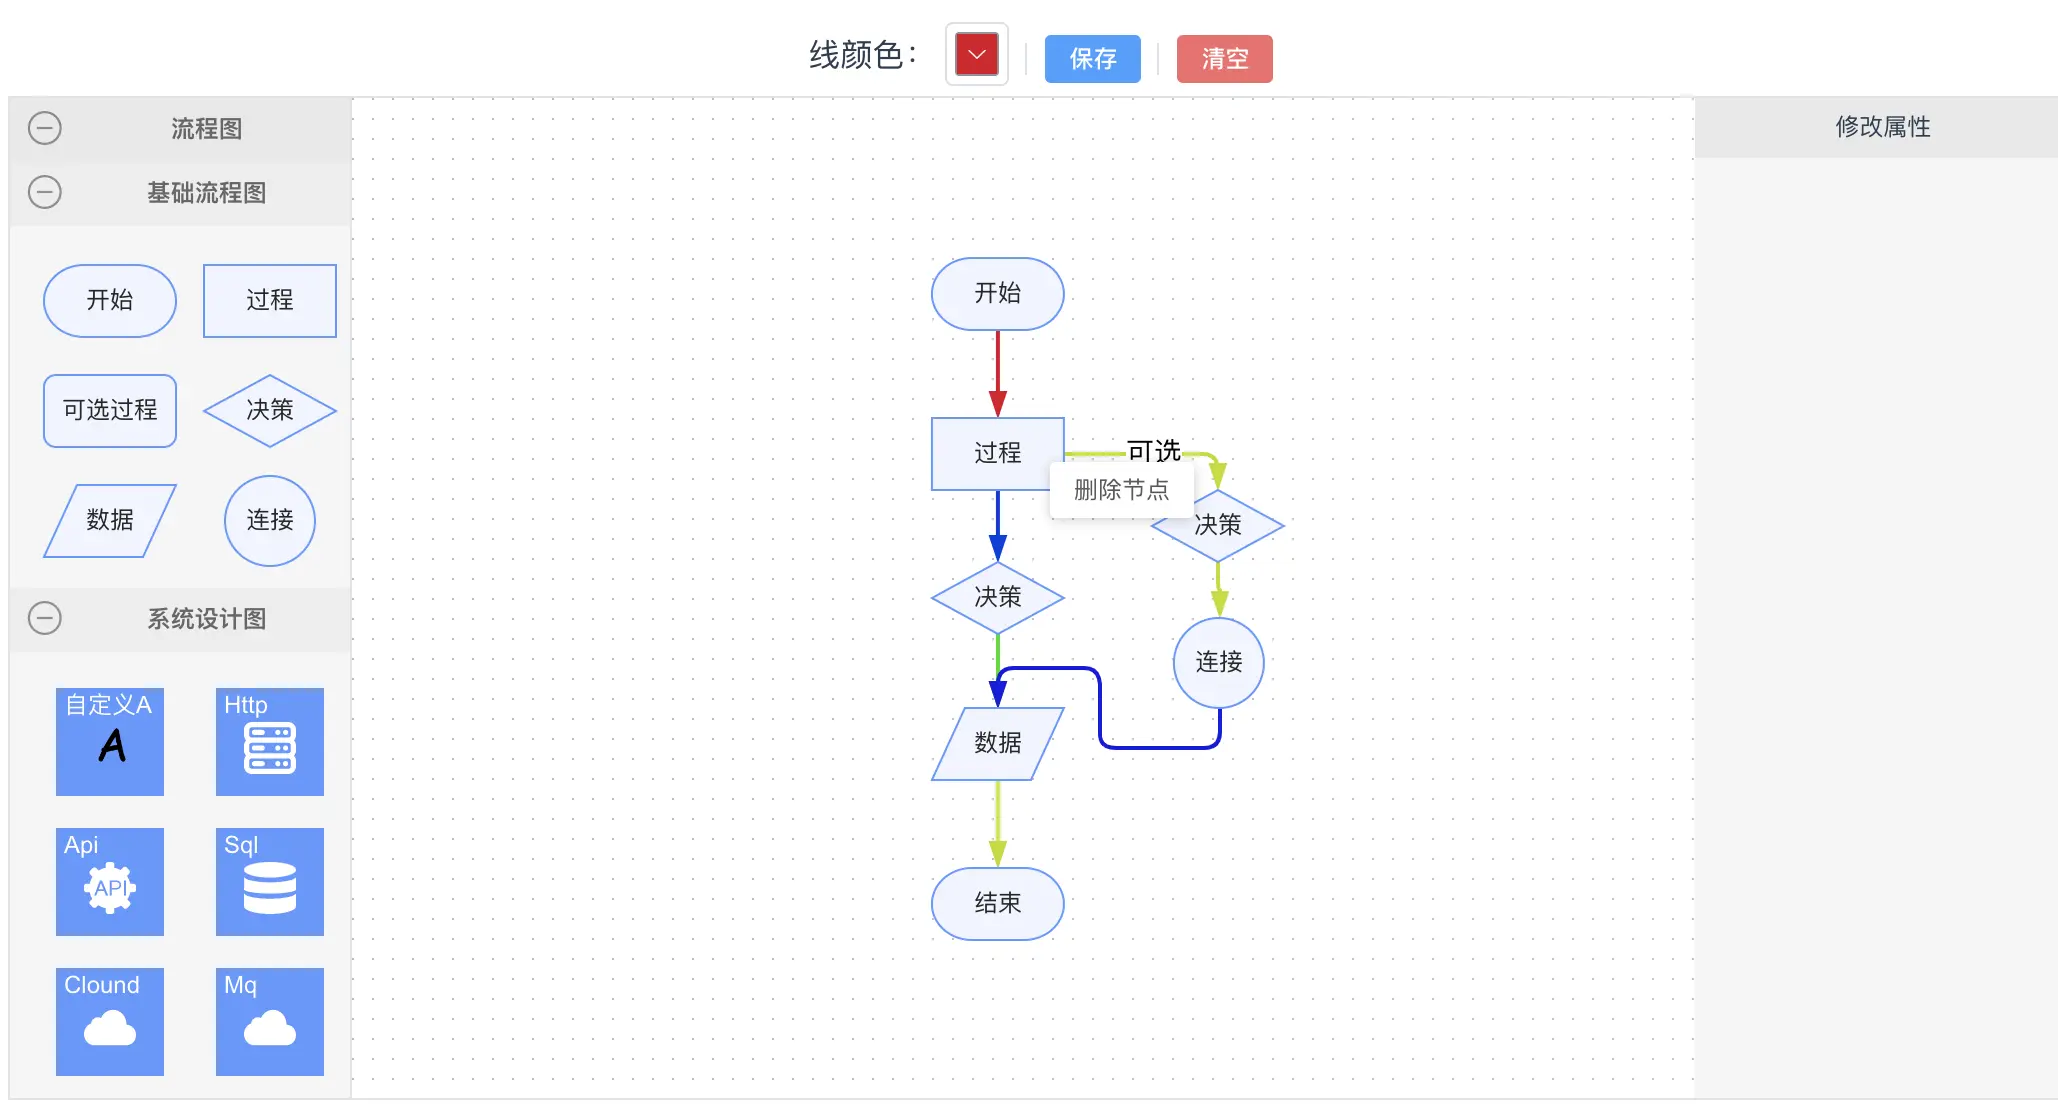 线颜色：
保存
清空
流程图
基础流程图
开始
过程
可选过程
决策
数据
连接
系统设计图
自定义A
A
Http
Api
API
Sql
Clound
Mq
开始
过程
可选
删除节点
决策
决策
连接
数据
结束
修改属性